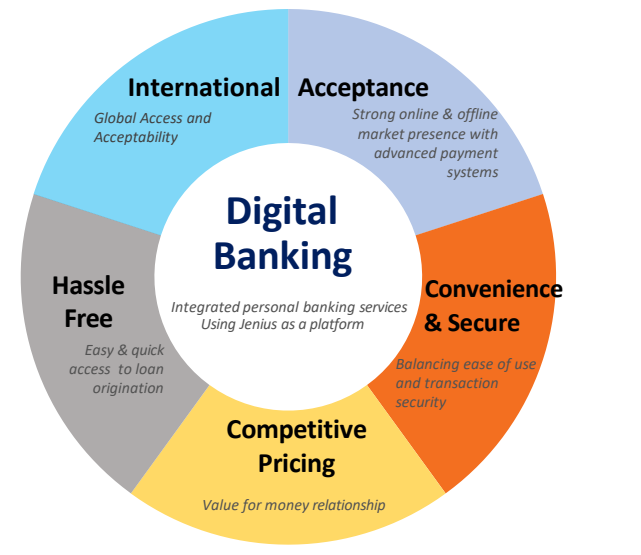 International
Global Access and
Acceptability
Acceptance
Strong online & offline
market presence with
advanced payment
systems
Digital
Banking
Integrated personal banking services
Using Jenius as a platform
Hassle
Free
Easy & quick
access to loan
origination
Convenience
& Secure
Balancing ease of use
and transaction
security
Competitive
Pricing
Value for money relationship